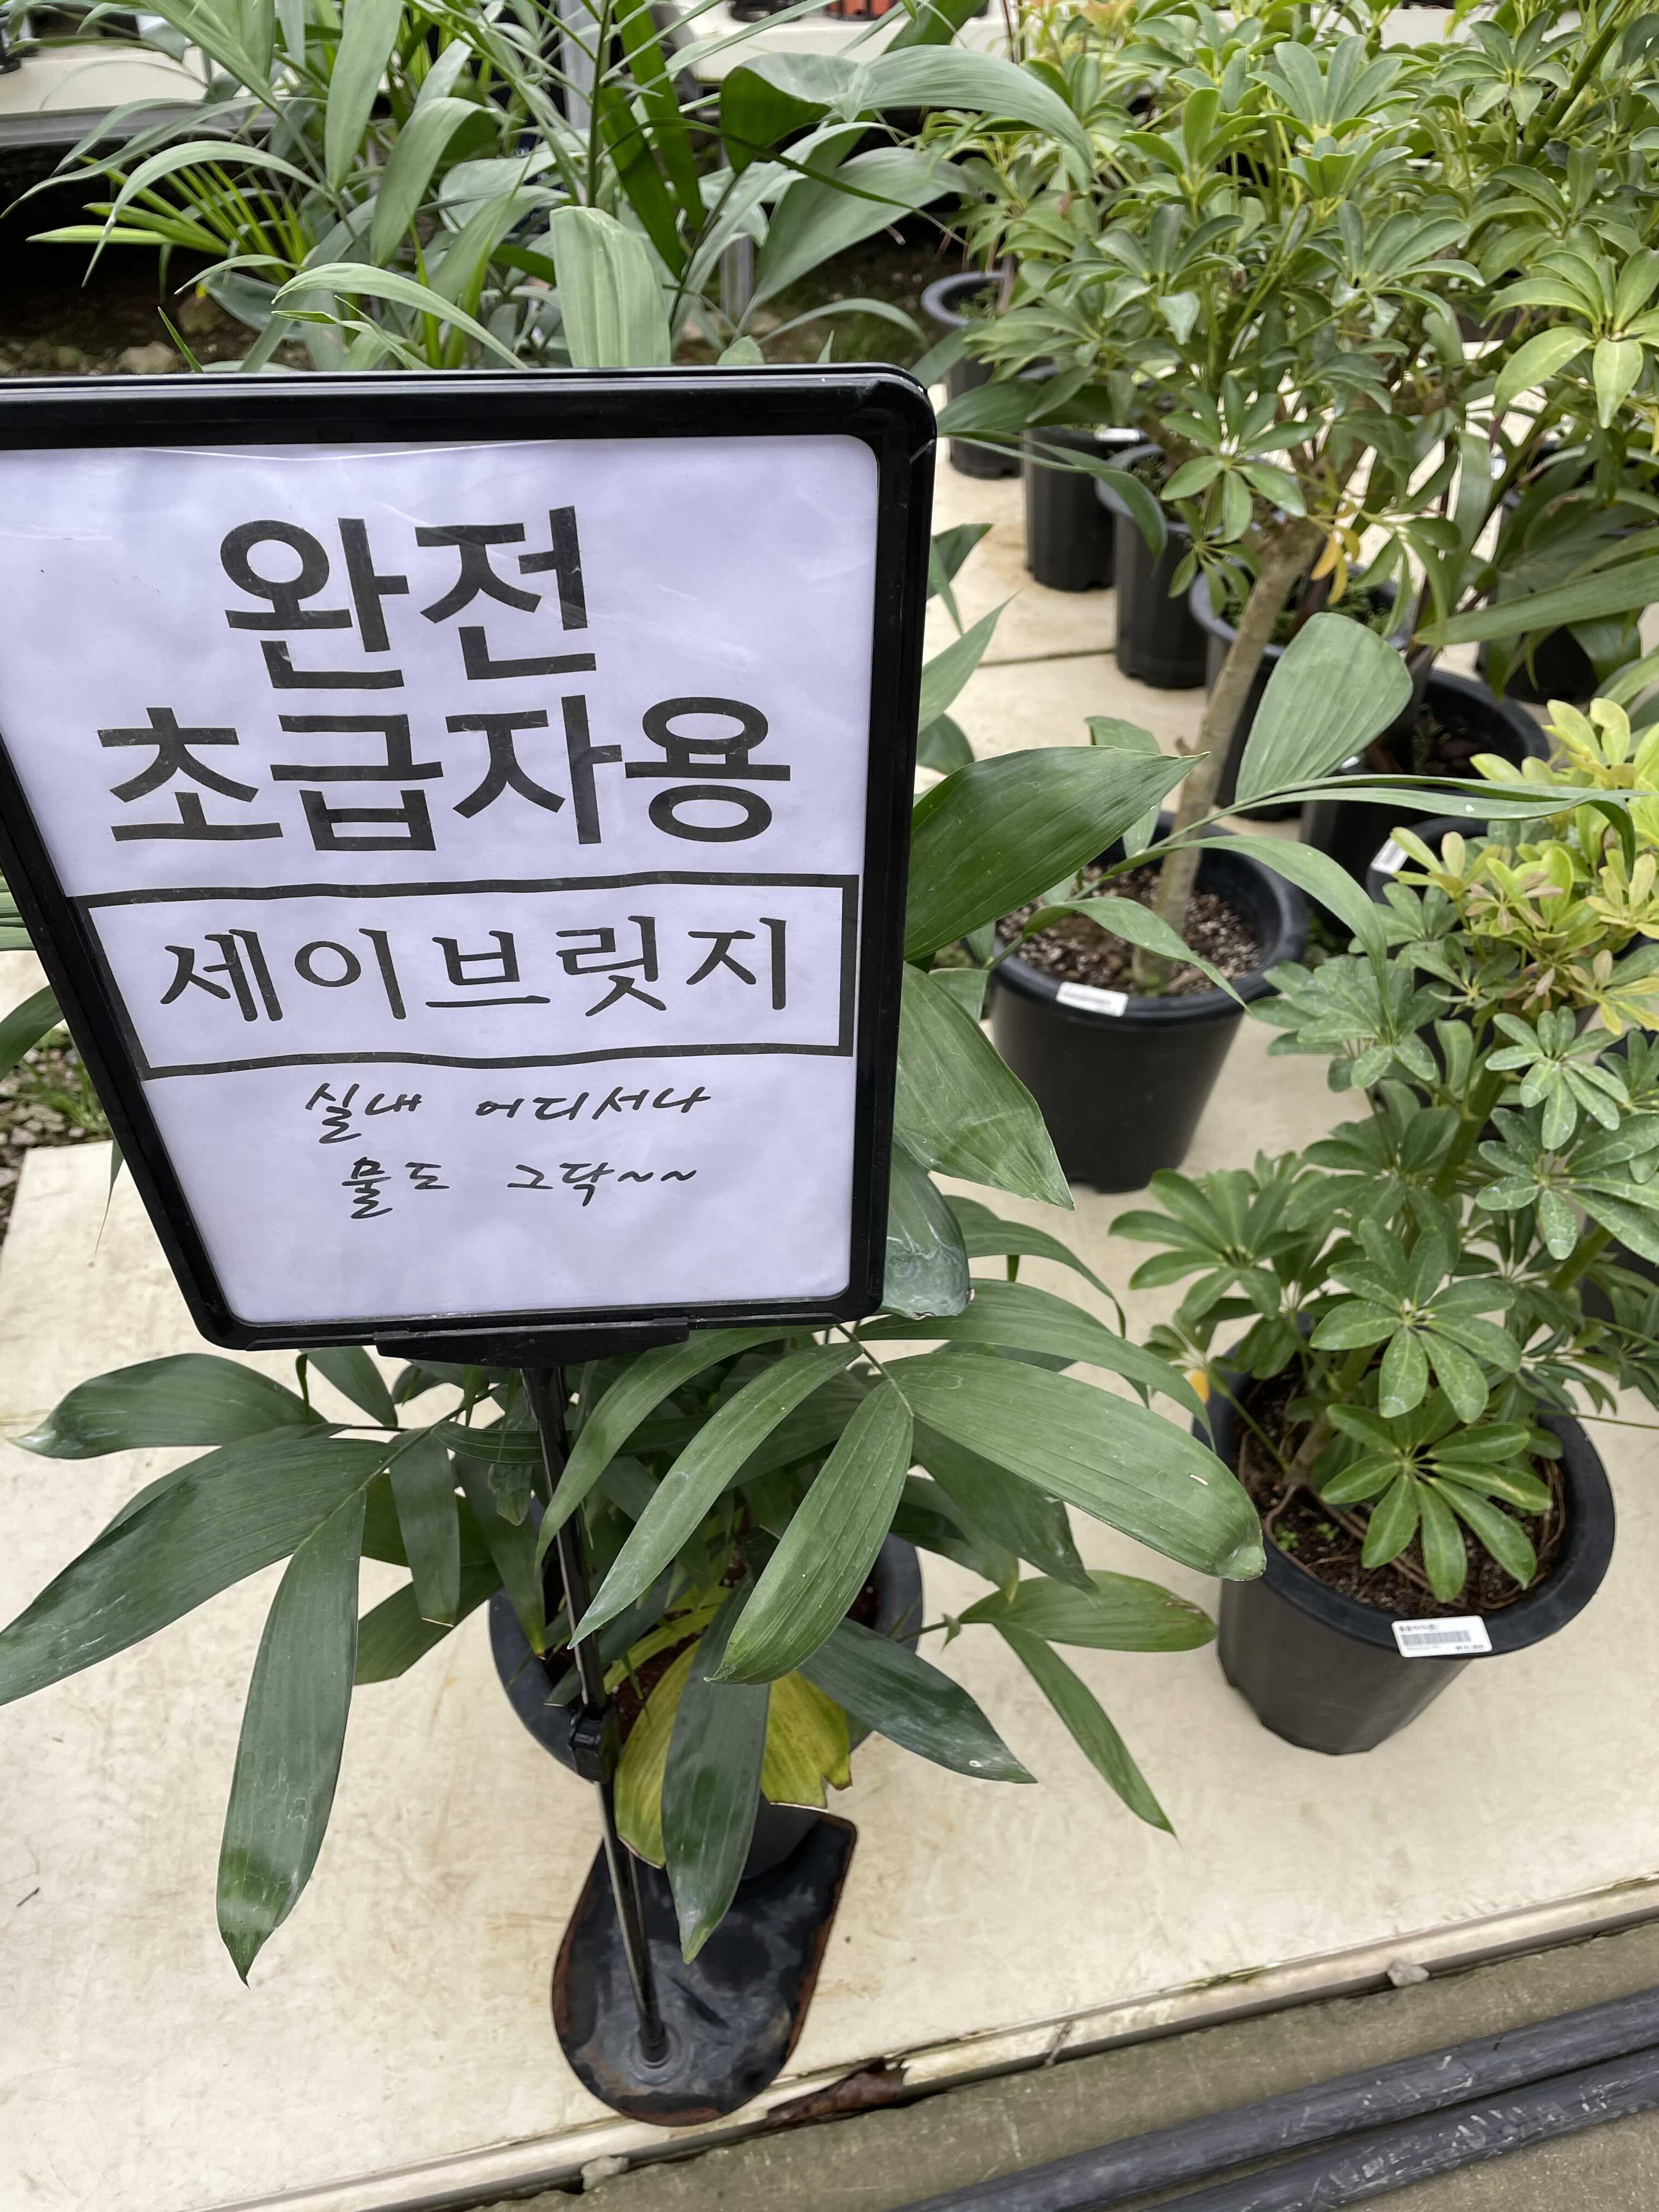 완전
초급자용
세이브릿지
실내 어디서나
물도 그닥~~